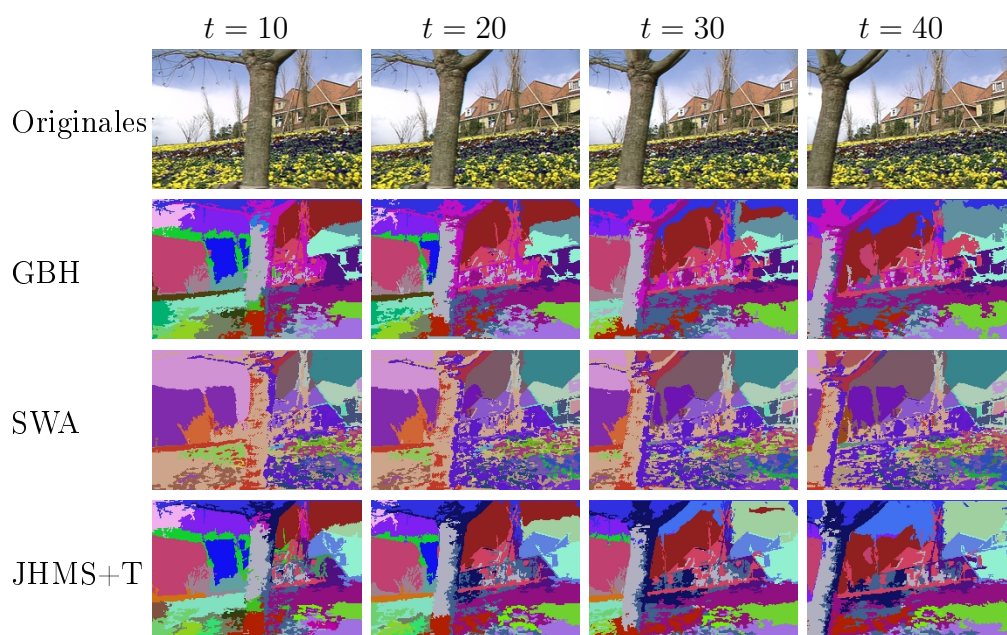 t = 10 t = 20 t = 30 t = 40
Originales
GBH
SWA
JHMS+T